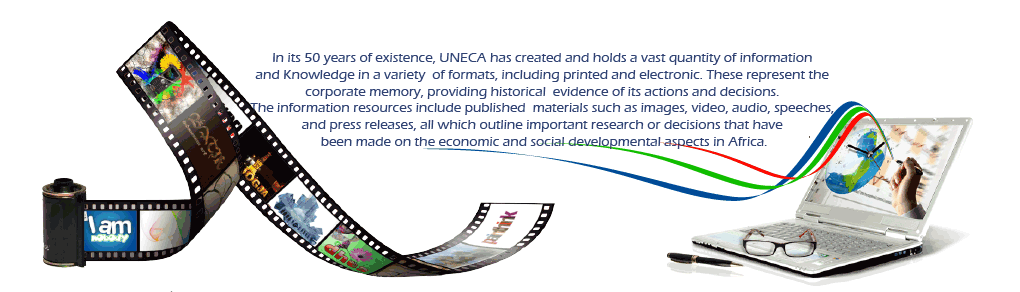 In its 50 years of existence, UNECA has created and holds a vast quantity of information
and Knowledge in a variety of formats, including printed and electronic. These represent the
corporate memory, providing historical evidence of its actions and decisions.
The information resources include published materials such as images, video, audio, speeches,
and press releases, all which outline important research or decisions that have
been made on the economic and social developmental aspects in Africa.
I am